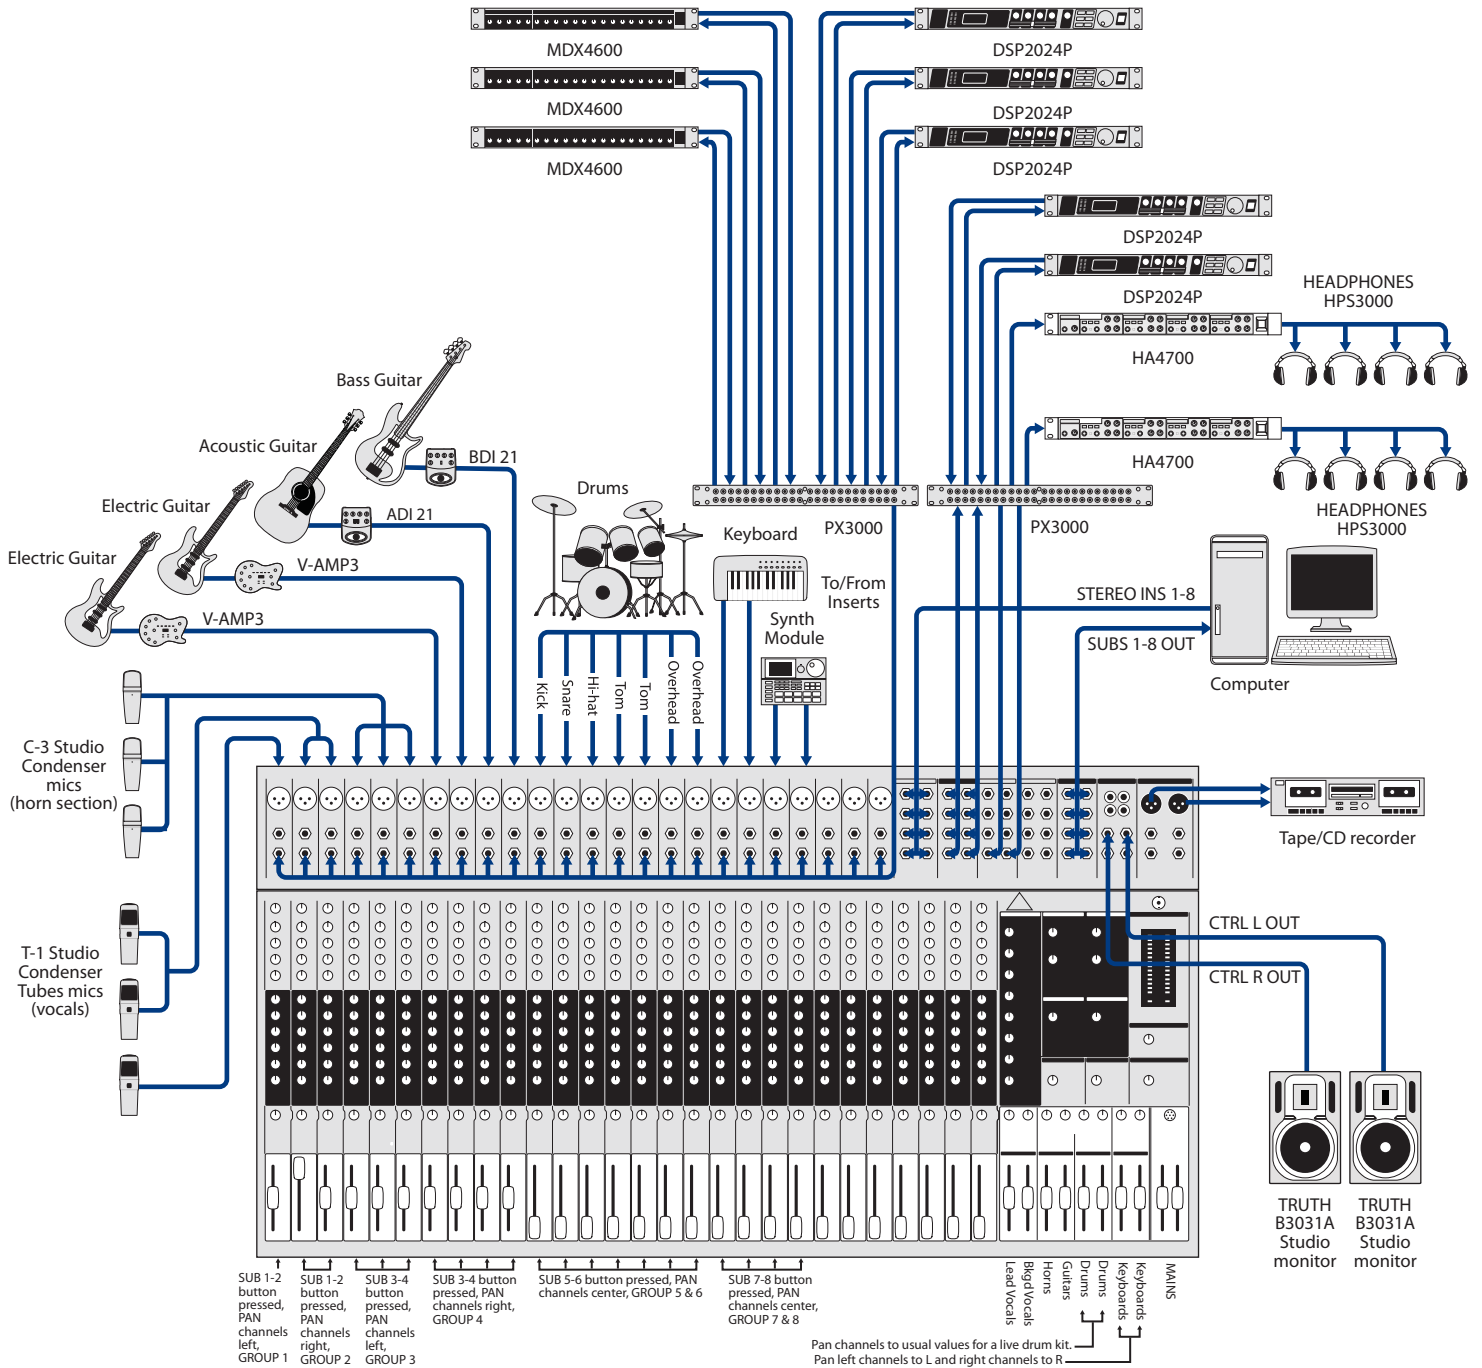 MDX4600
DSP2024P
MDX4600
DSP2024P
MDX4600
DSP2024P
DSP2024P
DSP2024P
HEADPHONES
HPS3000
HA4700
HA4700
HEADPHONES
HPS3000
Bass Guitar
BDI 21
Acoustic Guitar
ADI 21
Electric Guitar
V-AMP3
Electric Guitar
V-AMP3
Drums
Keyboard
PX3000
PX3000
To/From
Inserts
Synth
Module
STEREO INS 1-8
SUBS 1-8 OUT
Computer
Kick
Snare
Hi-hat
Tom
Tom
Overhead
Overhead
C-3 Studio
Condenser
mics
(horn section)
Tape/CD recorder
T-1 Studio
Condenser
Tubes mics
(vocals)
CTRL L OUT
CTRL R OUT
TRUTH
B3031A
Studio
monitor
TRUTH
B3031A
Studio
monitor
SUB 1-2
button
pressed,
PAN
channels
left,
GROUP 1
SUB 1-2
button
pressed,
PAN
channels
right,
GROUP 2
SUB 3-4
button
pressed,
PAN
channels
left,
GROUP 3
SUB 3-4 button
pressed, PAN
channels right,
GROUP 4
SUB 5-6 button pressed, PAN
channels center, GROUP 5 & 6
SUB 7-8 button
pressed, PAN
channels center,
GROUP 7 & 8
Lead Vocals
Bkgd Vocals
Horns
Guitars
Drums
Drums
Keyboards
Keyboards
MAINS
Pan channels to usual values for a live drum kit.
Pan left channels to L and right channels to R